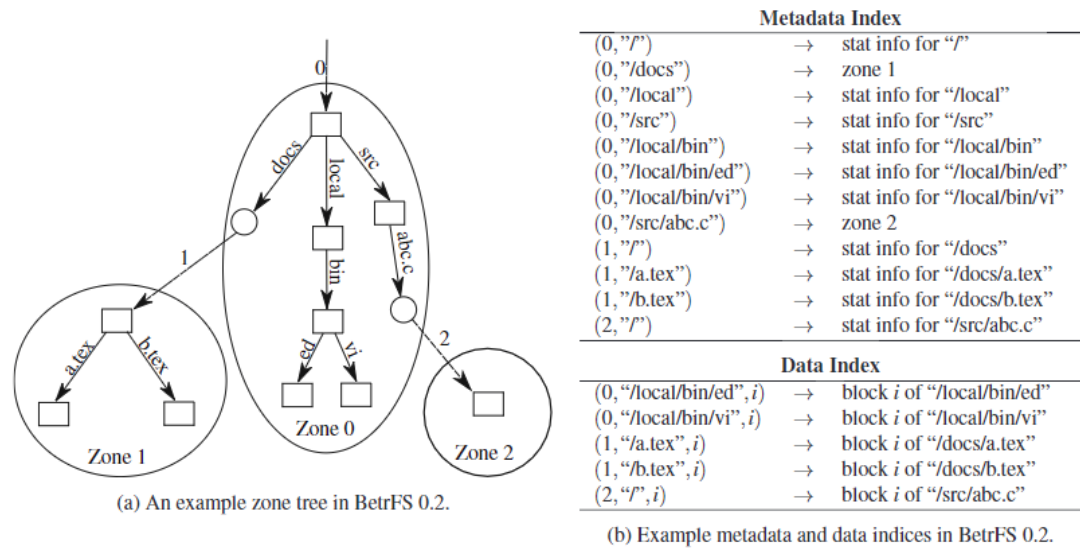 0
docs
local
src
1
bin
abc.c
2
a.tex
b.tex
ed
vi
Zone 1
Zone 0
Zone 2
(a) An example zone tree in BetrFS 0.2.
Metadata Index
(0,"/") → stat info for “/”
(0,"/docs") → zone 1
(0,"/local") → stat info for “/local”
(0,"/src") → stat info for “/src”
(0,"/local/bin") → stat info for “/local/bin”
(0,"/local/bin/ed") → stat info for “/local/bin/ed”
(0,"/local/bin/vi") → stat info for “/local/bin/vi”
(0,"/src/abc.c") → zone 2
(1,"/") → stat info for “/docs”
(1,"/a.tex") → stat info for “/docs/a.tex”
(1,"/b.tex") → stat info for “/docs/b.tex”
(2,"/") → stat info for “/src/abc.c”
Data Index
(0,“/local/bin/ed”,i) → block i of “/local/bin/ed”
(0,“/local/bin/vi”,i) → block i of “/local/bin/vi”
(1,“/a.tex”,i) → block i of “/docs/a.tex”
(1,“/b.tex”,i) → block i of “/docs/b.tex”
(2,“/”,i) → block i of “/src/abc.c”
(b) Example metadata and data indices in BetrFS 0.2.